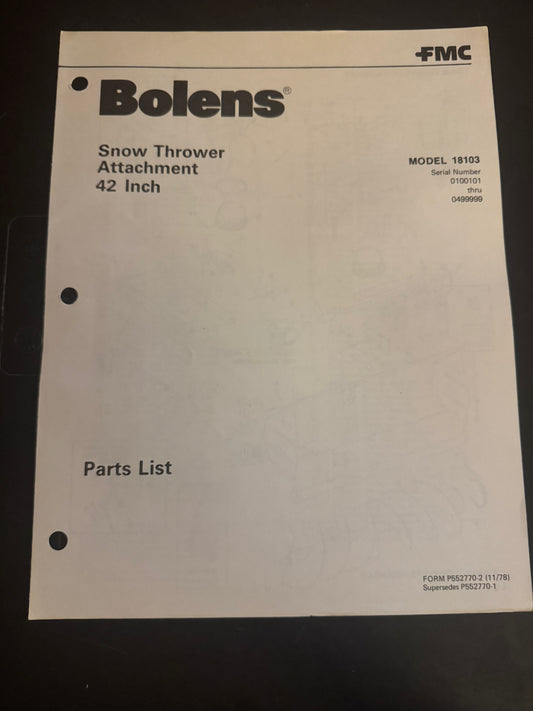 FMC
Bolens®
Snow Thrower
Attachment
42 Inch
MODEL 18103
Serial Number
0100101
thru
0499999
Parts List
FORM P552770-2 (11/78)
Supersedes P552770-1